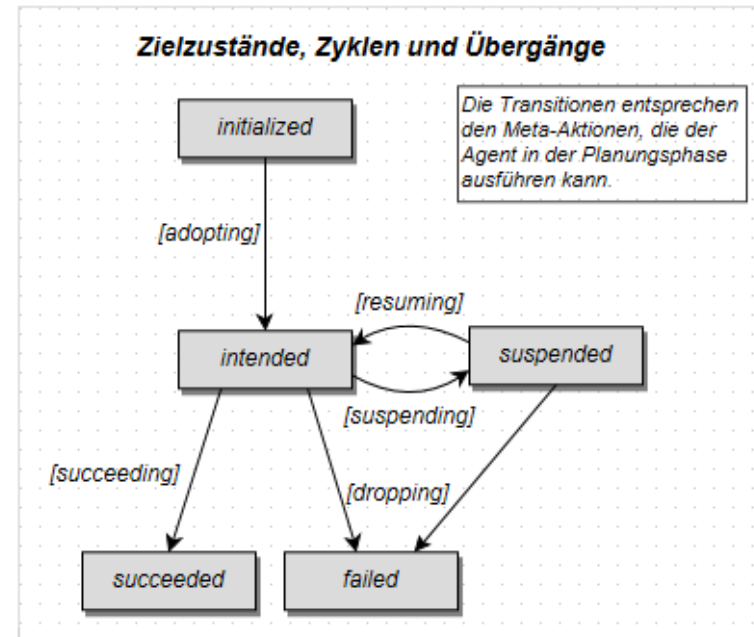 Zielzustände, Zyklen und Übergänge
Die Transitionen entsprechen
den Meta-Aktionen, die der
Agent in der Planungsphase
ausführen kann.
initialized
[adopting]
[resuming]
intended
suspended
[suspending]
[succeeding]
[dropping]
succeeded
failed